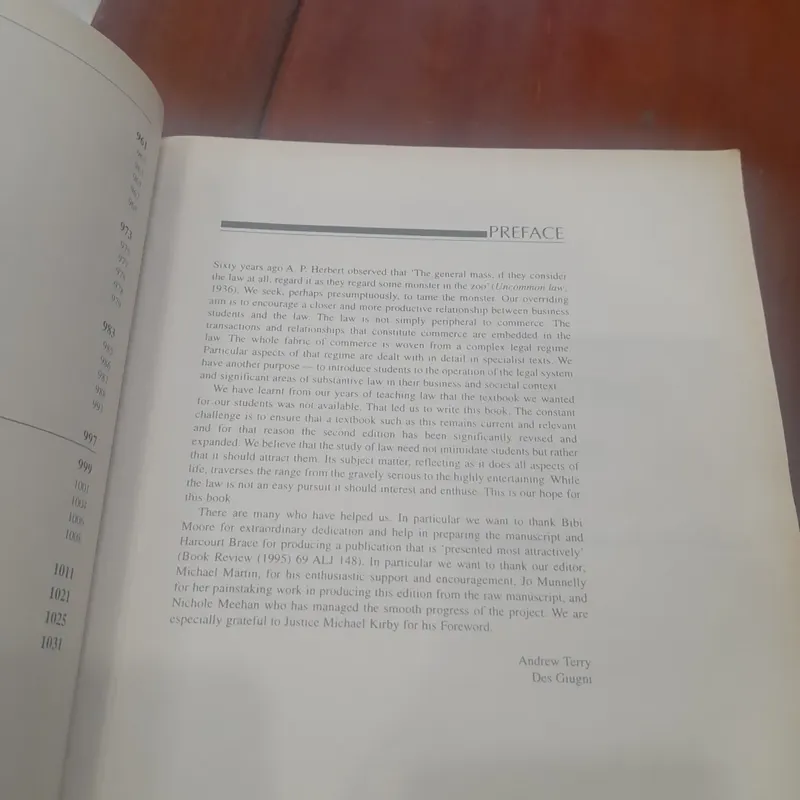 961
973
983
997
999
1001
1004
1006
1008
1011
1021
1025
1031
PREFACE
Sixty years ago A. P. Herbert observed that 'The general mass, if they consider
the law at all, regard it as they regard some monster in the zoo' (Uncommon law,
1936). We seek, perhaps presumptuously, to tame the monster. Our overriding
aim is to encourage a closer and more productive relationship between business
students and the law. The law is not simply peripheral to commerce. The
transactions and relationships that constitute commerce are embedded in the
law. The whole fabric of commerce is woven from a complex legal regime.
Particular aspects of that regime are dealt with in detail in specialist texts. We
have another purpose — to introduce students to the operation of the legal system
and significant areas of substantive law in their business and societal context.
We have learnt from our years of teaching law that the textbook we wanted
for our students was not available. That led us to write this book. The constant
challenge is to ensure that a textbook such as this remains current and relevant
and for that reason the second edition has been significantly revised and
expanded. We believe that the study of law need not intimidate students but rather
that it should attract them. Its subject matter, reflecting as it does all aspects of
life, traverses the range from the gravely serious to the highly entertaining. While
the law is not an easy pursuit it should interest and enthuse. This is our hope for
this book.
There are many who have helped us. In particular we want to thank Bibi
Moore for extraordinary dedication and help in preparing the manuscript and
Harcourt Brace for producing a publication that is 'presented most attractively'
(Book Review (1995) 69 ALJ 148). In particular we want to thank our editor,
Michael Martin, for his enthusiastic support and encouragement, Jo Munnelly
for her painstaking work in producing this edition from the raw manuscript, and
Nichole Meehan who has managed the smooth progress of the project. We are
especially grateful to Justice Michael Kirby for his Foreword.
Andrew Terry
Des Giugni